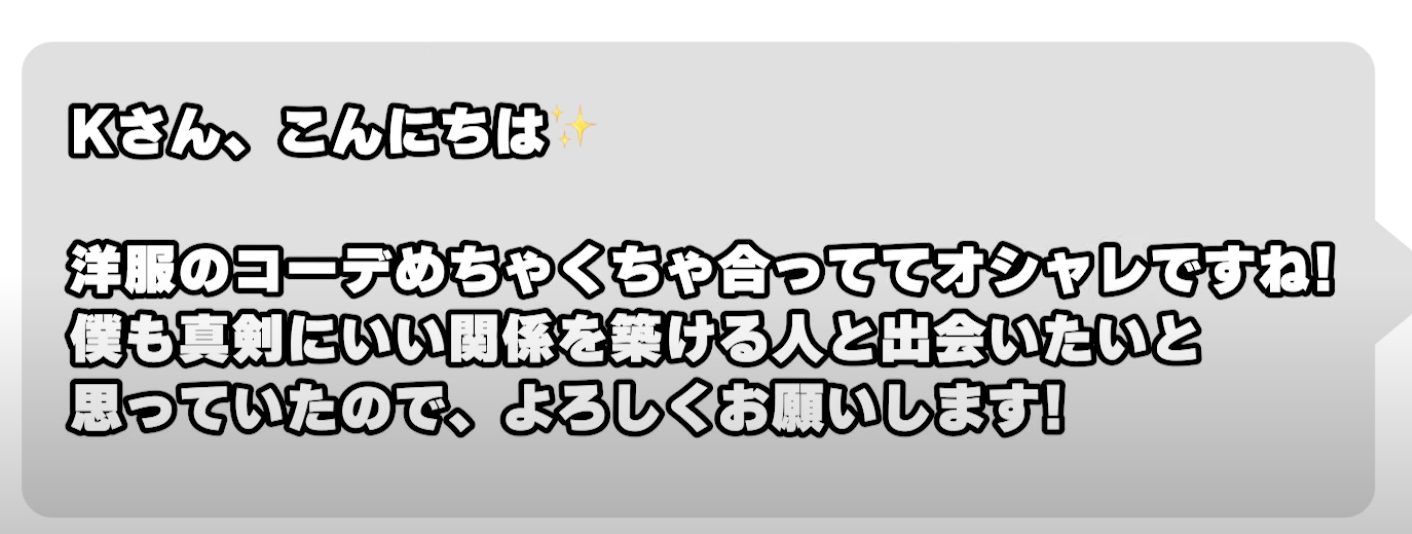 Kさん、こんにちは✨
洋服のコーデめちゃくちゃ合っててオシャレですね!
僕も真剣にいい関係を築ける人と出会いたいと
思っていたので、よろしくお願いします!